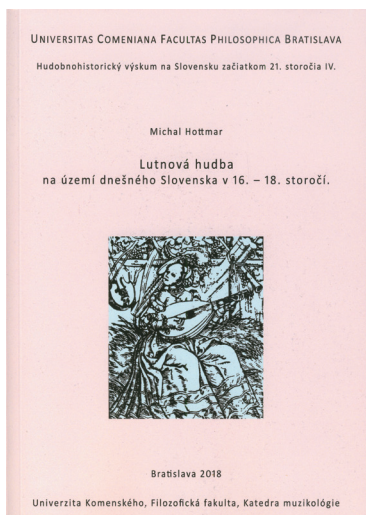 UNIVERSITAS COMENIANA FACULTAS PHILOSOPHICA BRATISLAVA
Hudobnohistorický výskum na Slovensku začiatkom 21. storočia IV.
Michal Hottmar
Lutnová hudba
na území dnešného Slovenska v 16. – 18. storočí.
Bratislava 2018
Univerzita Komenského, Filozofická fakulta, Katedra muzikológie